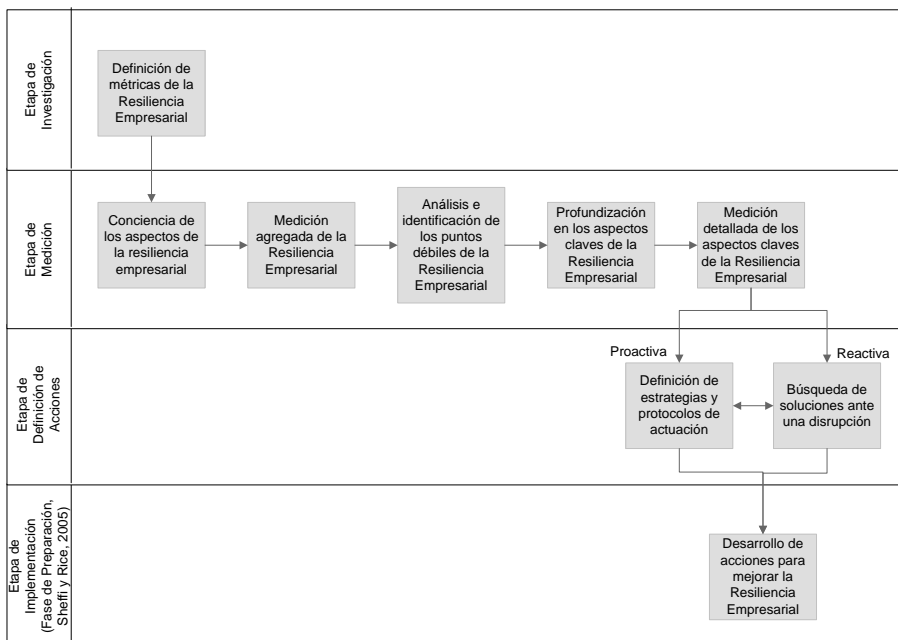 Etapa de
Investigación
Definición de
métricas de la
Resiliencia
Empresarial
Etapa de
Medición
Conciencia de
los aspectos de
la resiliencia
empresarial
Medición
agregada de la
Resiliencia
Empresarial
Análisis e
identificación de
los puntos
débiles de la
Resiliencia
Empresarial
Profundización
en los aspectos
claves de la
Resiliencia
Empresarial
Medición
detallada de los
aspectos claves
de la Resiliencia
Empresarial
Etapa de
Definición de
Acciones
Proactiva
Reactiva
Definición de
estrategias y
protocolos de
actuación
Búsqueda de
soluciones ante
una disrupción
Etapa de
Implementación
(Fase de Preparación,
Sheffi y Rice, 2005)
Desarrollo de
acciones para
mejorar la
Resiliencia
Empresarial